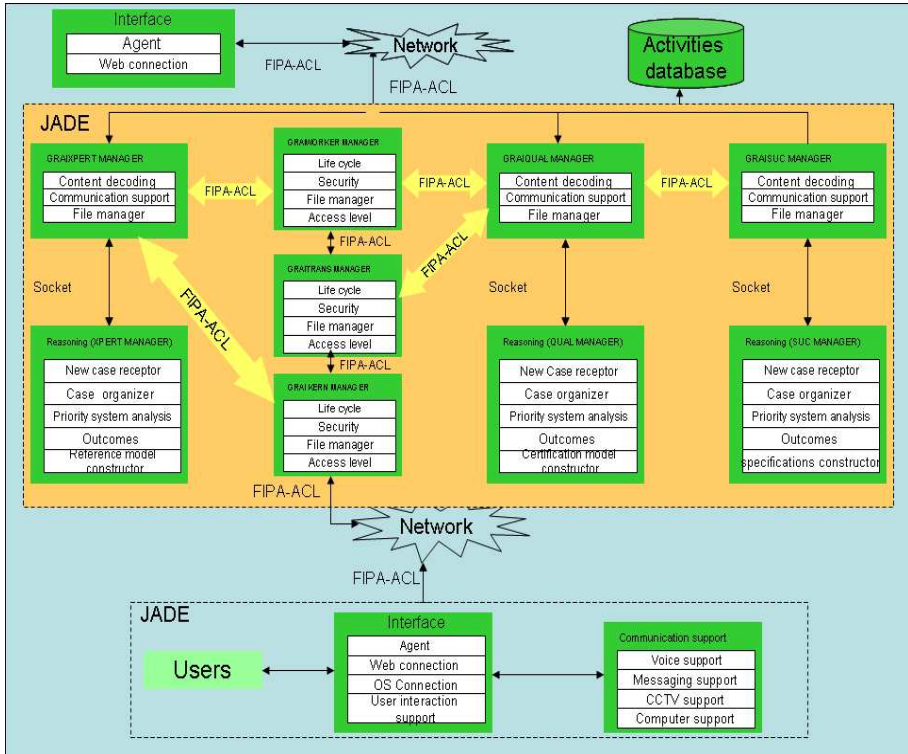 Interface
Agent
Web connection
FIPA-ACL
Network
FIPA-ACL
Activities
database
JADE
GRAIXPERT MANAGER
Content decoding
Communication support
File manager
FIPA-ACL
GRAIWORKER MANAGER
Life cycle
Security
File manager
Access level
FIPA-ACL
GRAIQUAL MANAGER
Content decoding
Communication support
File manager
FIPA-ACL
GRAISUC MANAGER
Content decoding
Communication support
File manager
FIPA-ACL
FIPA-ACL
GRAITRANS MANAGER
Life cycle
Security
File manager
Access level
Socket
FIPA-ACL
Socket
Socket
FIPA-ACL
Reasoning (XPERT MANAGER)
New case receptor
Case organizer
Priority system analysis
Outcomes
Reference model
constructor
GRAIKERN MANAGER
Life cycle
Security
File manager
Access level
Reasoning (QUAL MANAGER)
New Case receptor
Case organizer
Priority system analysis
Outcomes
Certification model
constructor
Reasoning (SUC MANAGER)
New case receptor
Case organizer
Priority system analysis
Outcomes
specifications constructor
FIPA-ACL
Network
FIPA-ACL
JADE
Users
Interface
Agent
Web connection
OS Connection
User interaction
support
Communication support
Voice support
Messaging support
CCTV support
Computer support